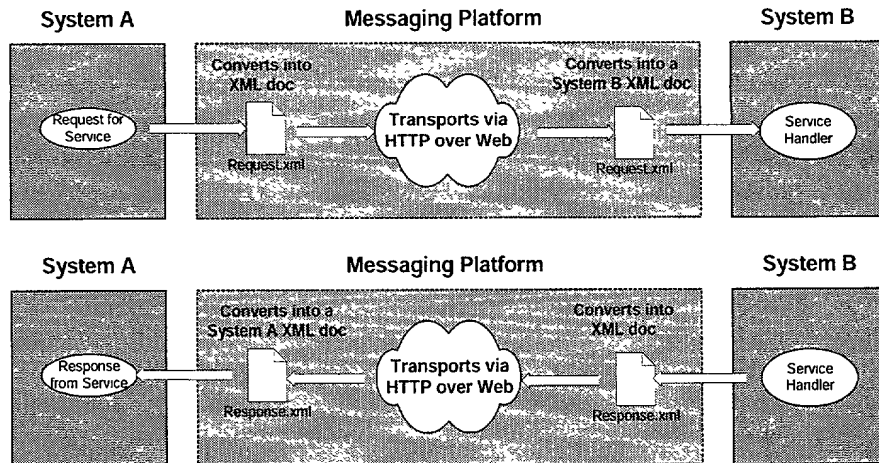 System A
Messaging Platform
System B
Converts into
XML doc
Converts into a
System B XML doc
Request for
Service
Transports via
HTTP over Web
Service
Handler
Request.xml
Request.xml
System A
Messaging Platform
System B
Converts into a
System A XML doc
Converts into
XML doc
Response
from Service
Transports via
HTTP over Web
Service
Handler
Response.xml
Response.xml